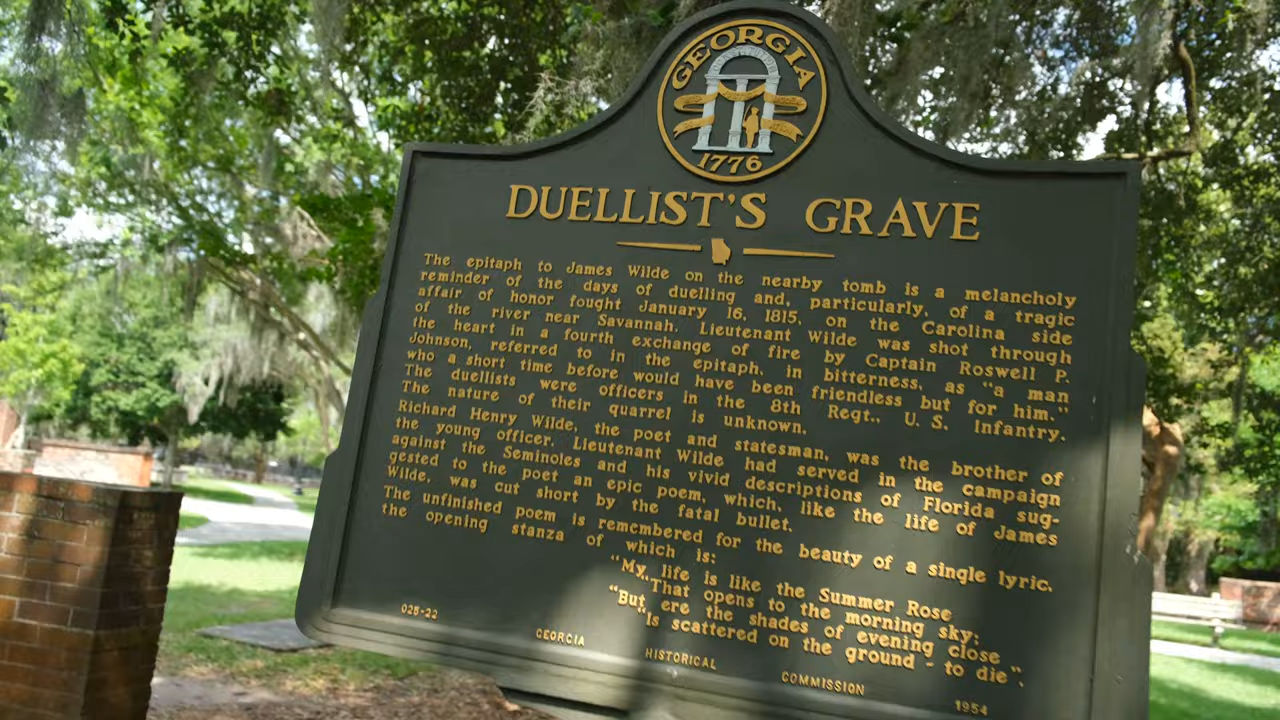 GEORGIA
1776
DUELLIST'S GRAVE
The epitaph to James Wilde on the nearby tomb is a melancholy
reminder of the days of duelling and, particularly, of a tragic
affair of honor fought January 16, 1815, on the Carolina side
of the river near Savannah. Lieutenant Wilde was shot through
the heart in a fourth exchange of fire by Captain Roswell P.
Johnson, referred to in the epitaph, in bitterness, as "a man
who a short time before would have been friendless but for him."
The duellists were officers in the 8th Regt., U. S. Infantry.
The nature of their quarrel is unknown.
Richard Henry Wilde, the poet and statesman, was the brother of
the young officer. Lieutenant Wilde had served in the campaign
against the Seminoles and his vivid descriptions of Florida sug-
gested to the poet an epic poem, which, like the life of James
Wilde, was cut short by the fatal bullet.
The unfinished poem is remembered for the beauty of a single lyric,
the opening stanza of which is:
"My life is like the Summer Rose
"That opens to the morning sky;
"But ere the shades of evening close
"Is scattered on the ground - to die".
025-22 GEORGIA HISTORICAL COMMISSION 1954